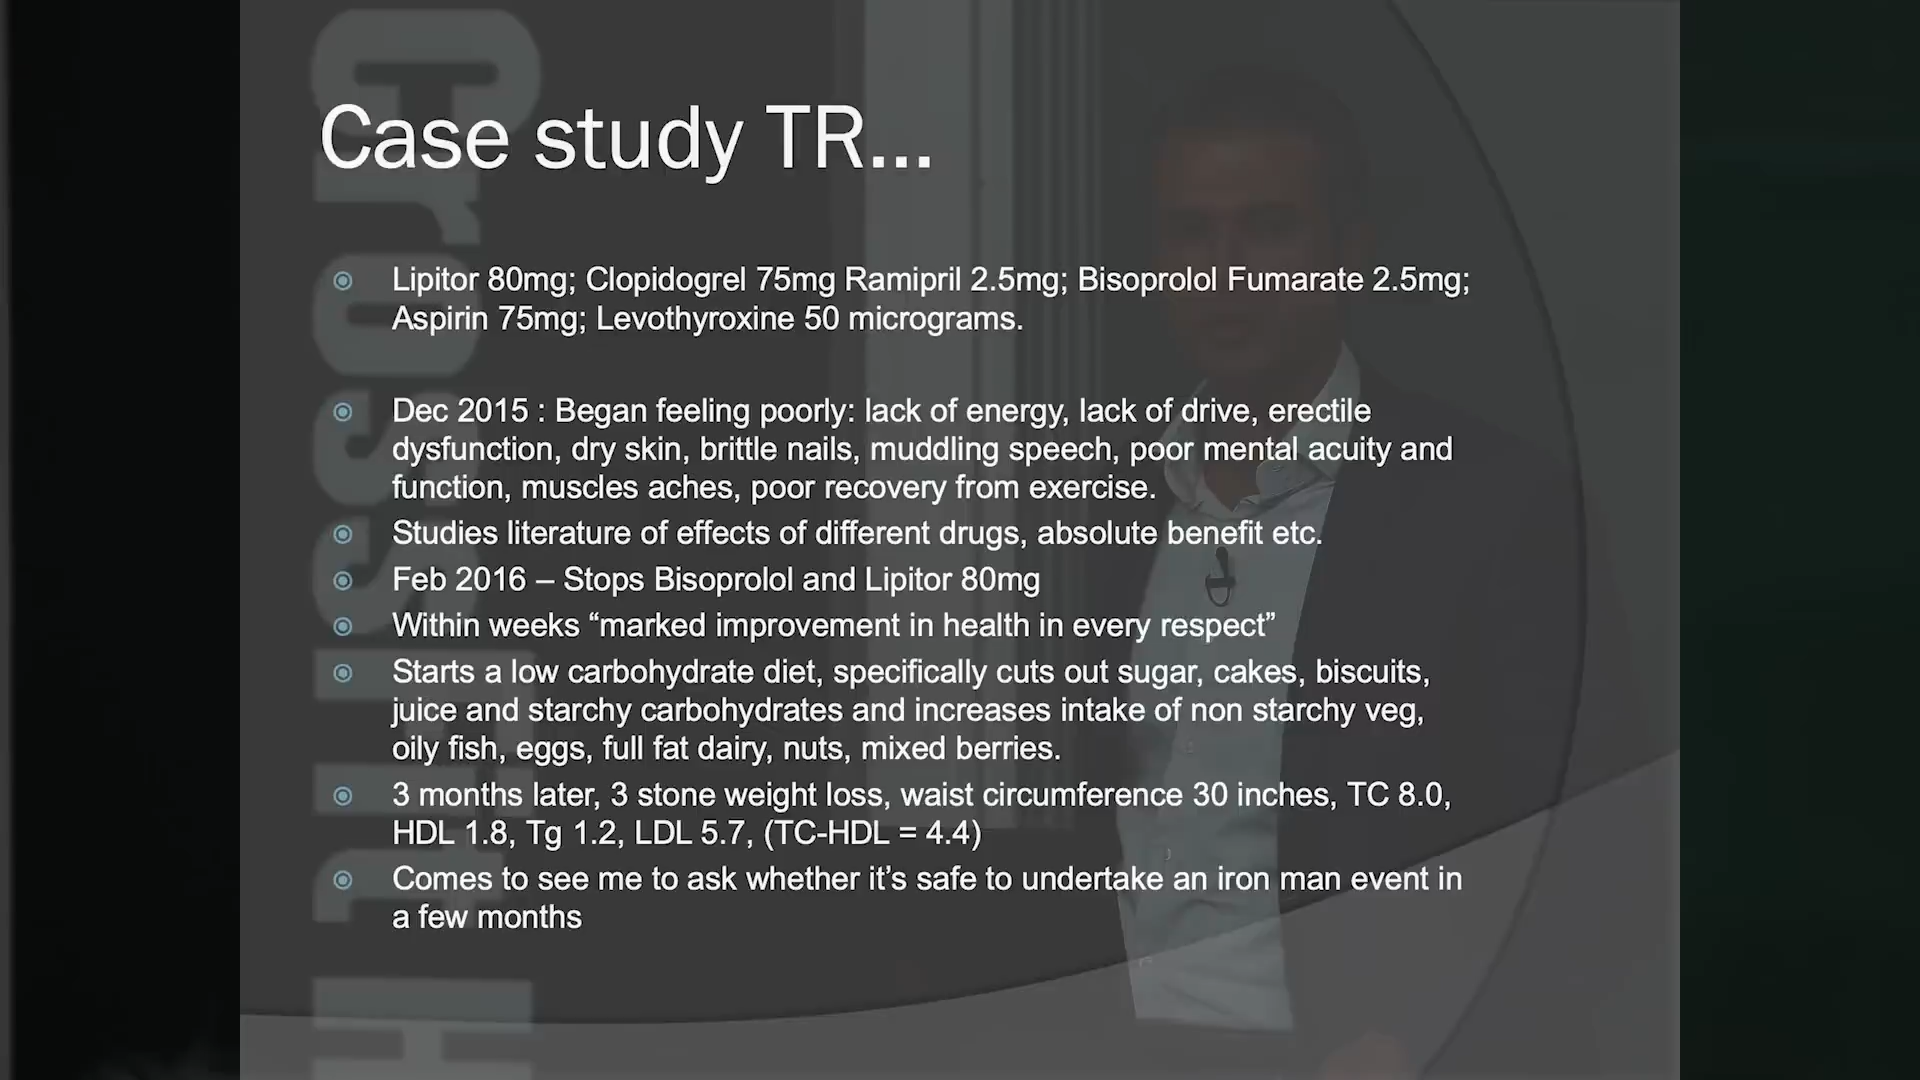 Case study TR...
Lipitor 80mg; Clopidogrel 75mg Ramipril 2.5mg; Bisoprolol Fumarate 2.5mg;
Aspirin 75mg; Levothyroxine 50 micrograms.
Dec 2015 : Began feeling poorly: lack of energy, lack of drive, erectile
dysfunction, dry skin, brittle nails, muddling speech, poor mental acuity and
function, muscles aches, poor recovery from exercise.
Studies literature of effects of different drugs, absolute benefit etc.
Feb 2016 – Stops Bisoprolol and Lipitor 80mg
Within weeks “marked improvement in health in every respect”
Starts a low carbohydrate diet, specifically cuts out sugar, cakes, biscuits,
juice and starchy carbohydrates and increases intake of non starchy veg,
oily fish, eggs, full fat dairy, nuts, mixed berries.
3 months later, 3 stone weight loss, waist circumference 30 inches, TC 8.0,
HDL 1.8, Tg 1.2, LDL 5.7, (TC-HDL = 4.4)
Comes to see me to ask whether it’s safe to undertake an iron man event in
a few months
CrossFit H